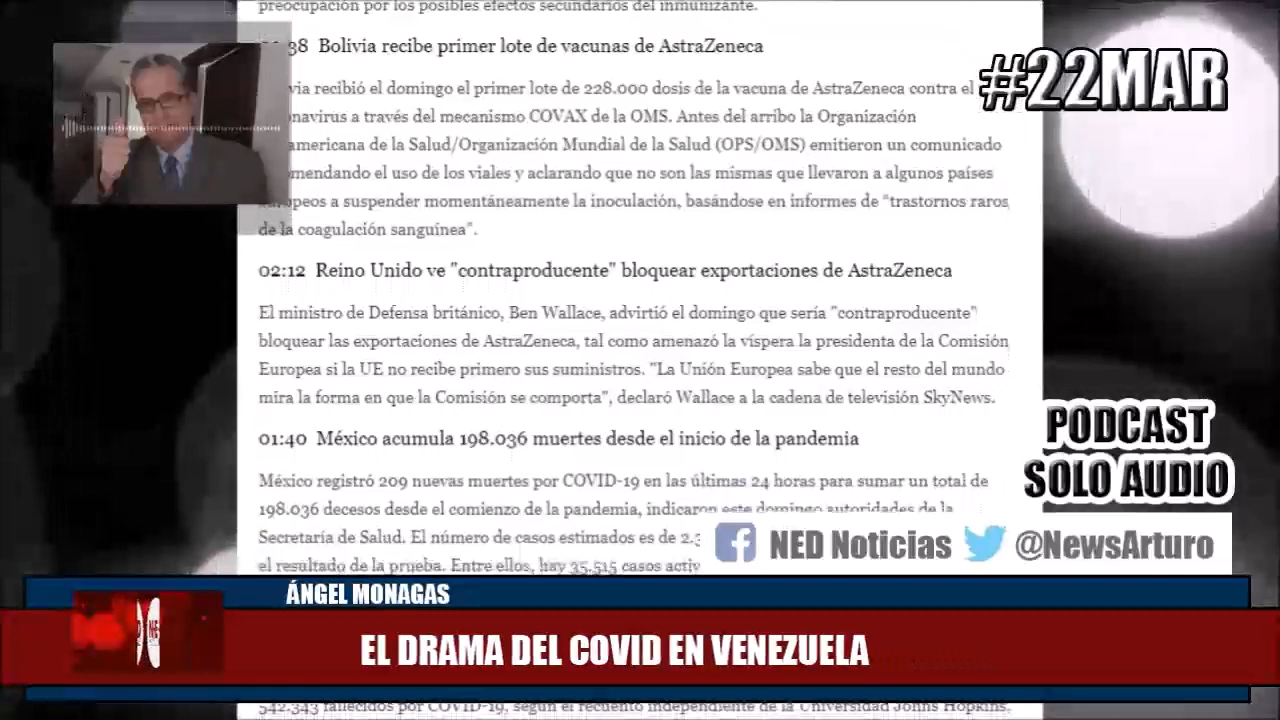 preocupación por los posibles efectos secundarios del inmunizante.
:38 Bolivia recibe primer lote de vacunas de AstraZeneca
#22MAR
via recibió el domingo el primer lote de 228.000 dosis de la vacuna de AstraZeneca contra el
navirus a través del mecanismo COVAX de la OMS. Antes del arribo la Organización
americana de la Salud/Organización Mundial de la Salud (OPS/OMS) emitieron un comunicado
mendando el uso de los viales y aclarando que no son las mismas que llevaron a algunos países
europeos a suspender momentáneamente la inoculación, basándose en informes de "trastornos raros
de la coagulación sanguínea".
02:12 Reino Unido ve "contraproducente" bloquear exportaciones de AstraZeneca
El ministro de Defensa británico, Ben Wallace, advirtió el domingo que sería "contraproducente"
bloquear las exportaciones de AstraZeneca, tal como amenazó la víspera la presidenta de la Comisión
Europea si la UE no recibe primero sus suministros. "La Unión Europea sabe que el resto del mundo
mira la forma en que la Comisión se comporta", declaró Wallace a la cadena de televisión SkyNews.
01:40 México acumula 198.036 muertes desde el inicio de la pandemia
PODCAST
SOLO AUDIO
México registró 209 nuevas muertes por COVID-19 en las últimas 24 horas para sumar un total de
198.036 decesos desde el comienzo de la pandemia, indicaron este domingo autoridades de la
Secretaría de Salud. El número de casos estimados es de 2.
NED Noticias @NewsArturo
el resultado de la prueba. Entre ellos, hay 35.515 casos activ
ÁNGEL MONAGAS
EL DRAMA DEL COVID EN VENEZUELA
542.343 fallecidos por COVID-19, según el recuento independiente de la Universidad Johns Hopkins.